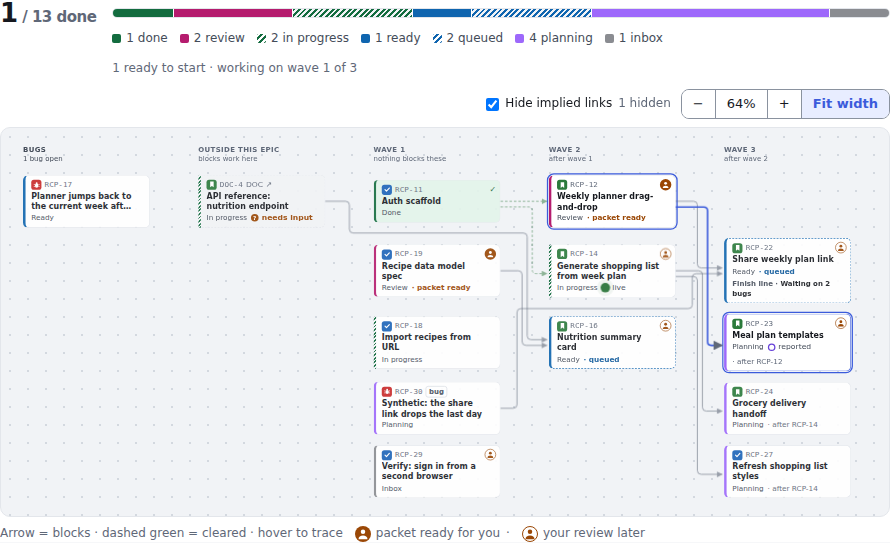 1 / 13 done
1 done 2 review 2 in progress 1 ready 2 queued 4 planning 1 inbox
1 ready to start · working on wave 1 of 3
Hide implied links 1 hidden − 64% + Fit width
BUGS
1 bug open
RCP-17
Planner jumps back to
the current week aft…
Ready
OUTSIDE THIS EPIC
blocks work here
DOC-4 DOC ↗
API reference:
nutrition endpoint
In progress ? needs input
WAVE 1
nothing blocks these
RCP-11 ✓
Auth scaffold
Done
RCP-19
Recipe data model
spec
Review · packet ready
RCP-18
Import recipes from
URL
In progress
RCP-30 bug
Synthetic: the share
link drops the last day
Planning
RCP-29
Verify: sign in from a
second browser
Inbox
WAVE 2
after wave 1
RCP-12
Weekly planner drag-
and-drop
Review · packet ready
RCP-14
Generate shopping list
from week plan
In progress live
RCP-16
Nutrition summary
card
Ready · queued
WAVE 3
after wave 2
RCP-22
Share weekly plan link
Ready · queued
Finish line · Waiting on 2
bugs
RCP-23
Meal plan templates
Planning reported
· after RCP-12
RCP-24
Grocery delivery
handoff
Planning · after RCP-14
RCP-27
Refresh shopping list
styles
Planning · after RCP-14
Arrow = blocks · dashed green = cleared · hover to trace packet ready for you · your review later